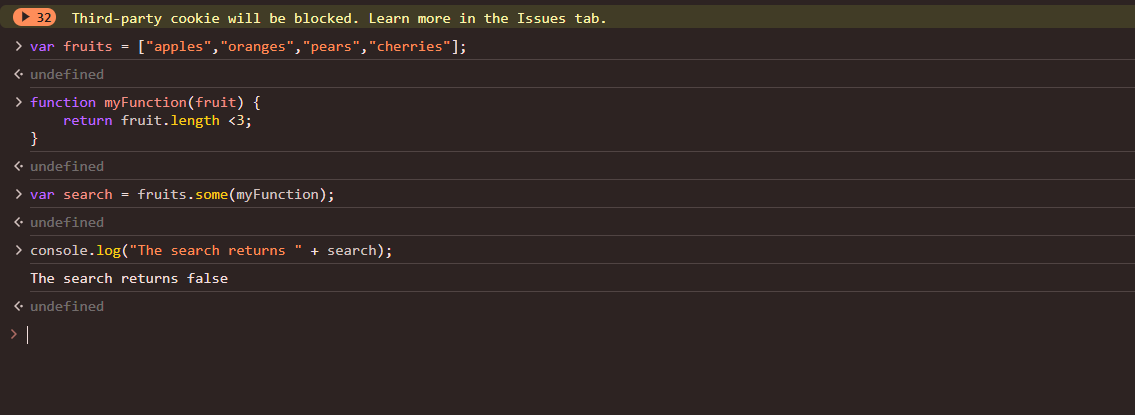 32 Third-party cookie will be blocked. Learn more in the Issues tab.
> var fruits = ["apples","oranges","pears","cherries"];
undefined
> function myFunction(fruit) {
    return fruit.length <3;
}
undefined
> var search = fruits.some(myFunction);
undefined
> console.log("The search returns " + search);
The search returns false
undefined
>